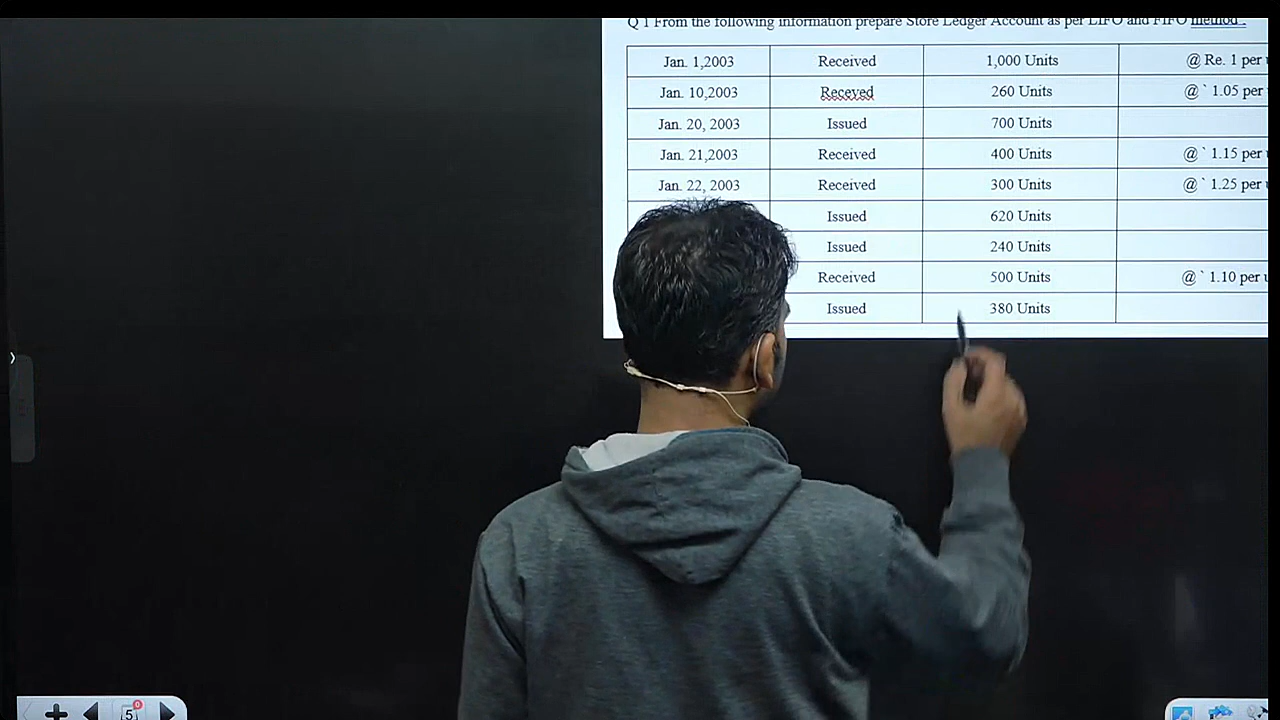 Q 1 From the following information prepare Store Ledger Account as per LIFO and FIFO method .
Jan. 1,2003 Received 1,000 Units @ Re. 1 per
Jan. 10,2003 Receved 260 Units @ ` 1.05 per
Jan. 20, 2003 Issued 700 Units
Jan. 21,2003 Received 400 Units @ ` 1.15 per
Jan. 22, 2003 Received 300 Units @ ` 1.25 per
Issued 620 Units
Issued 240 Units
Received 500 Units @ ` 1.10 per
Issued 380 Units
5
0